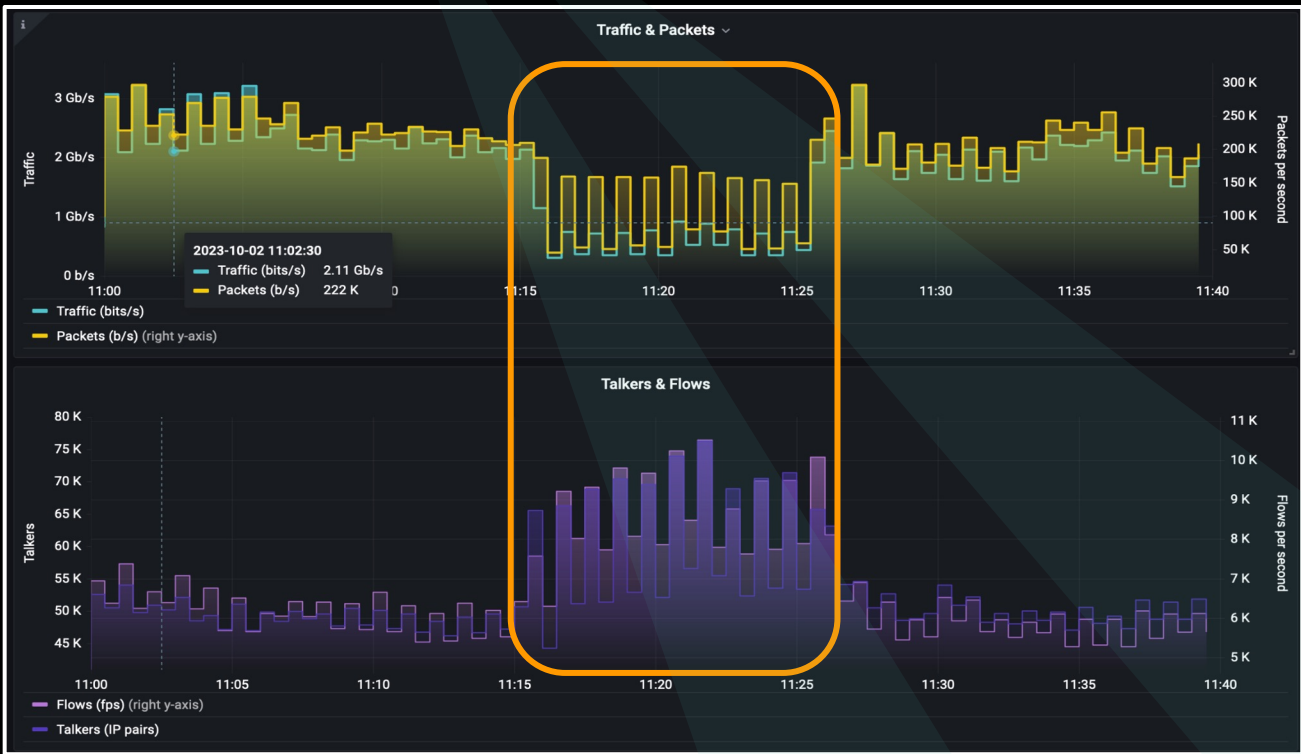 i
Traffic & Packets
3 Gb/s
2 Gb/s
1 Gb/s
0 b/s
Traffic
300 K
250 K
200 K
150 K
100 K
50 K
Packets per second
2023-10-02 11:02:30
Traffic (bits/s) 2.11 Gb/s
Packets (b/s) 222 K
11:00 0 11:15 11:20 11:25 11:30 11:35 11:40
Traffic (bits/s)
Packets (b/s) (right y-axis)
Talkers & Flows
80 K
75 K
70 K
65 K
60 K
55 K
50 K
45 K
Talkers
11 K
10 K
9 K
8 K
7 K
6 K
5 K
Flows per second
11:00 11:05 11:10 11:15 11:20 11:25 11:30 11:35 11:40
Flows (fps) (right y-axis)
Talkers (IP pairs)